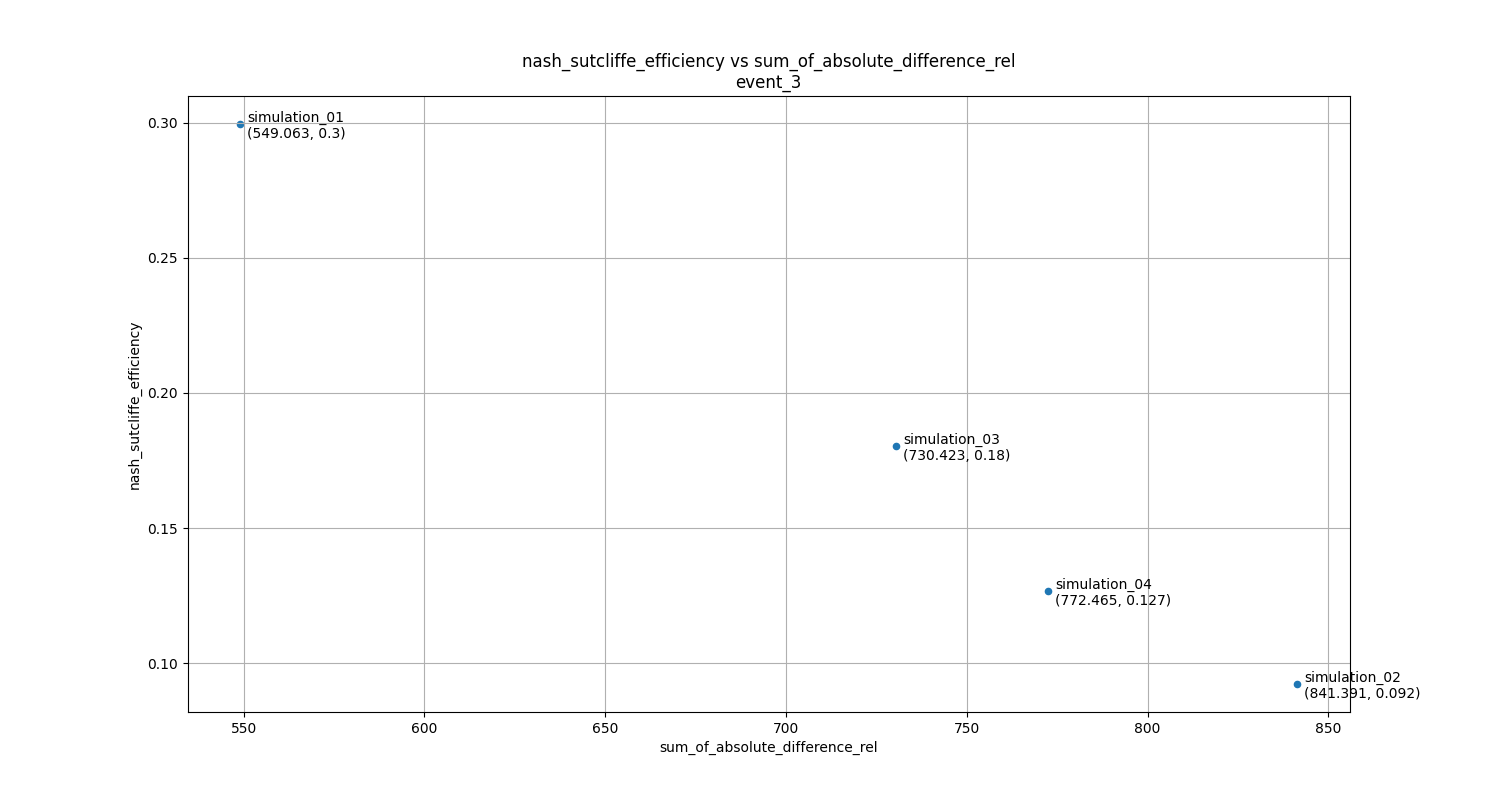 nash_sutcliffe_efficiency vs sum_of_absolute_difference_rel
event_3
simulation_01
(549.063, 0.3)
simulation_03
(730.423, 0.18)
simulation_04
(772.465, 0.127)
simulation_02
(841.391, 0.092)
nash_sutcliffe_efficiency
0.30
0.25
0.20
0.15
0.10
550 600 650 700 750 800 850
sum_of_absolute_difference_rel